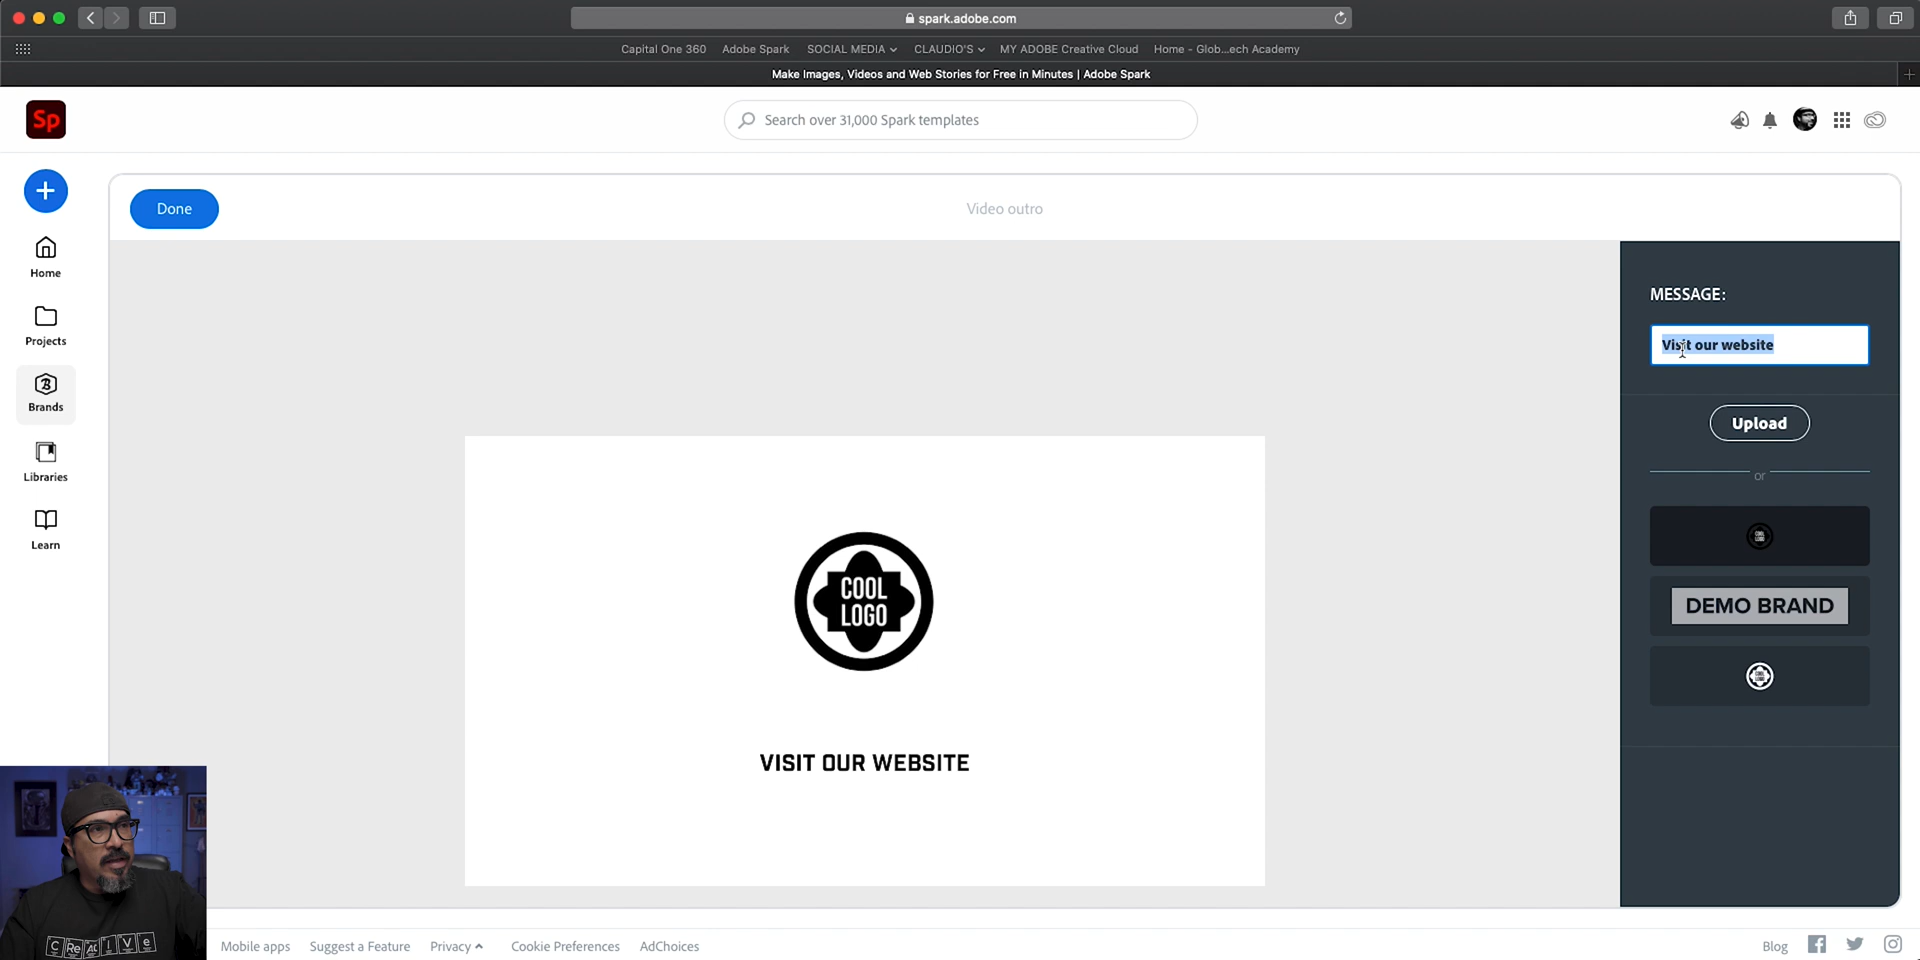 spark.adobe.com
Capital One 360 Adobe Spark SOCIAL MEDIA CLAUDIO'S MY ADOBE Creative Cloud Home - Glob...ech Academy
Make Images, Videos and Web Stories for Free in Minutes | Adobe Spark
Sp
Search over 31,000 Spark templates
Done
Video outro
Home
Projects
Brands
Libraries
Learn
MESSAGE:
Visit our website
Upload
or
COOL
LOGO
DEMO BRAND
COOL
LOGO
VISIT OUR WEBSITE
CReATIVe
Mobile apps Suggest a Feature Privacy Cookie Preferences AdChoices
Blog